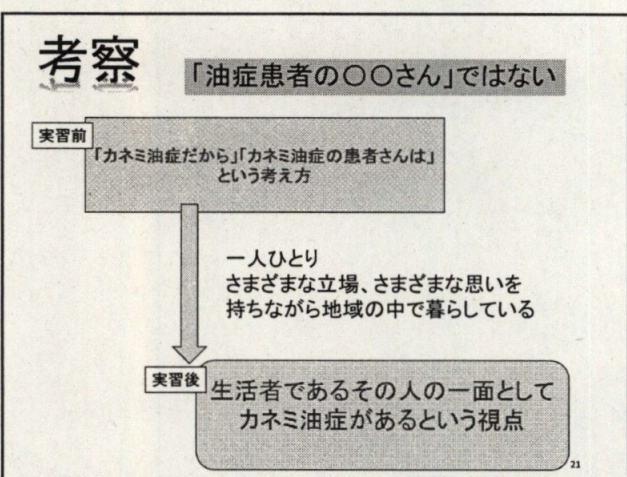 考察
「油症患者の〇〇さん」ではない
実習前
「カネミ油症だから」「カネミ油症の患者さんは」
という考え方
一人ひとり
さまざまな立場、さまざまな思いを
持ちながら地域の中で暮らしている
実習後
生活者であるその人の一面として
カネミ油症があるという視点
21